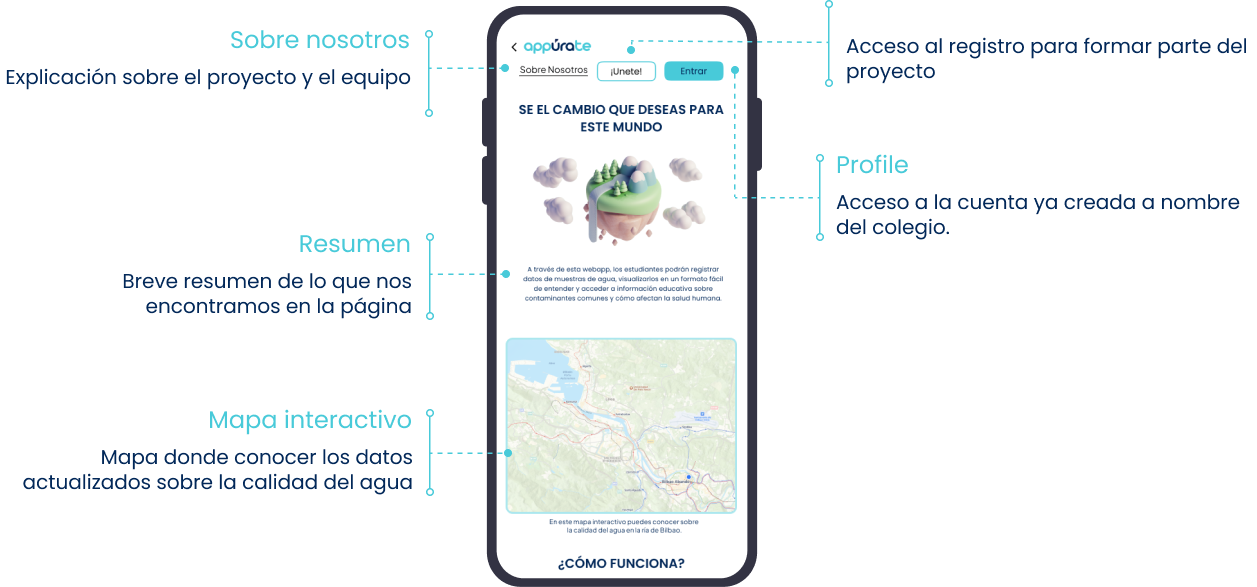 Sobre nosotros
Explicación sobre el proyecto y el equipo
Resumen
Breve resumen de lo que nos
encontramos en la página
Mapa interactivo
Mapa donde conocer los datos
actualizados sobre la calidad del agua
appúrate
Sobre Nosotros
¡Unete!
Entrar
SE EL CAMBIO QUE DESEAS PARA
ESTE MUNDO
A través de esta webapp, los estudiantes podrán registrar
datos de muestras de agua, visualizarlos en un formato fácil
de entender y acceder a información educativa sobre
contaminantes comunes y cómo afectan la salud humana.
En este mapa interactivo puedes conocer sobre
la calidad del agua en la ría de Bilbao.
¿CÓMO FUNCIONA?
Acceso al registro para formar parte del
proyecto
Profile
Acceso a la cuenta ya creada a nombre
del colegio.